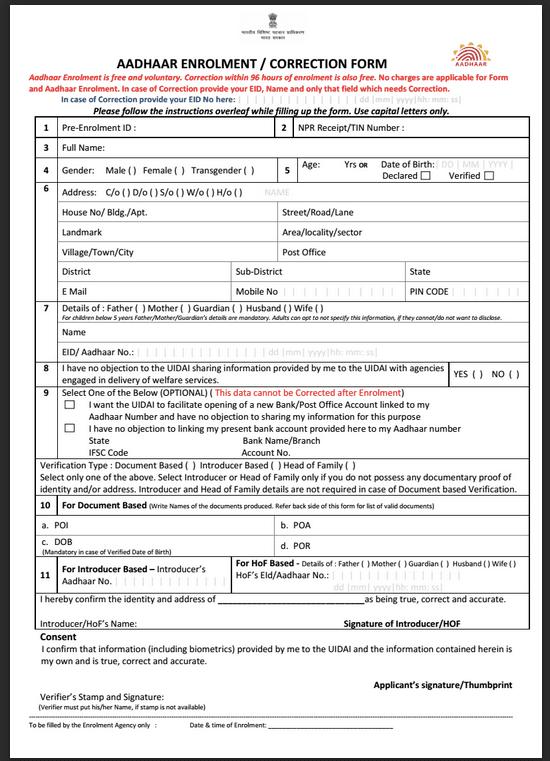 भारतीय विशिष्ट पहचान प्राधिकरण
भारत सरकार
AADHAAR
AADHAAR ENROLMENT / CORRECTION FORM
Aadhaar Enrolment is free and voluntary. Correction within 96 hours of enrolment is also free. No charges are applicable for Form
and Aadhaar Enrolment. In case of Correction provide your EID, Name and only that field which needs Correction.
In case of Correction provide your EID No here: | | | | | | | | | | | | | | dd |mm| yyyy|hh: mm: ss|
Please follow the instructions overleaf while filling up the form. Use capital letters only.
1 Pre-Enrolment ID : 2 NPR Receipt/TIN Number :
3 Full Name:
4 Gender: Male ( ) Female ( ) Transgender ( ) 5 Age: Yrs OR Date of Birth: | DD | MM | YYYY |
Declared Verified
6 Address: C/o ( ) D/o ( ) S/o ( ) W/o ( ) H/o ( ) NAME
House No/ Bldg./Apt. Street/Road/Lane
Landmark Area/locality/sector
Village/Town/City Post Office
District Sub-District State
E Mail Mobile No PIN CODE
7 Details of : Father ( ) Mother ( ) Guardian ( ) Husband ( ) Wife ( )
For children below 5 years Father/Mother/Guardian's details are mandatory. Adults can opt to not specify this information, if they cannot/do not want to disclose.
Name
EID/ Aadhaar No.: | | | | | | | | | | | | | | dd |mm| yyyy|hh: mm: ss|
8 I have no objection to the UIDAI sharing information provided by me to the UIDAI with agencies
engaged in delivery of welfare services. YES ( ) NO ( )
9 Select One of the Below (OPTIONAL) ( This data cannot be Corrected after Enrolment)
I want the UIDAI to facilitate opening of a new Bank/Post Office Account linked to my
Aadhaar Number and have no objection to sharing my information for this purpose
I have no objection to linking my present bank account provided here to my Aadhaar number
State Bank Name/Branch
IFSC Code Account No.
Verification Type : Document Based ( ) Introducer Based ( ) Head of Family ( )
Select only one of the above. Select Introducer or Head of Family only if you do not possess any documentary proof of
identity and/or address. Introducer and Head of Family details are not required in case of Document based Verification.
10 For Document Based (Write Names of the documents produced. Refer back side of this form for list of valid documents)
a. POI b. POA
c. DOB d. POR
(Mandatory in case of Verified Date of Birth)
11 For Introducer Based – Introducer's
Aadhaar No.
For HoF Based - Details of : Father ( ) Mother ( ) Guardian ( ) Husband ( ) Wife ( )
HoF's EId/Aadhaar No.:
dd |mm| yyyy|hh: mm: ss|
I hereby confirm the identity and address of ______________________________as being true, correct and accurate.
Introducer/HoF's Name: Signature of Introducer/HOF
Consent
I confirm that information (including biometrics) provided by me to the UIDAI and the information contained herein is
my own and is true, correct and accurate.
Applicant's signature/Thumbprint
Verifier's Stamp and Signature:
(Verifier must put his/her Name, if stamp is not available)
To be filled by the Enrolment Agency only : Date & time of Enrolment: ______________________________